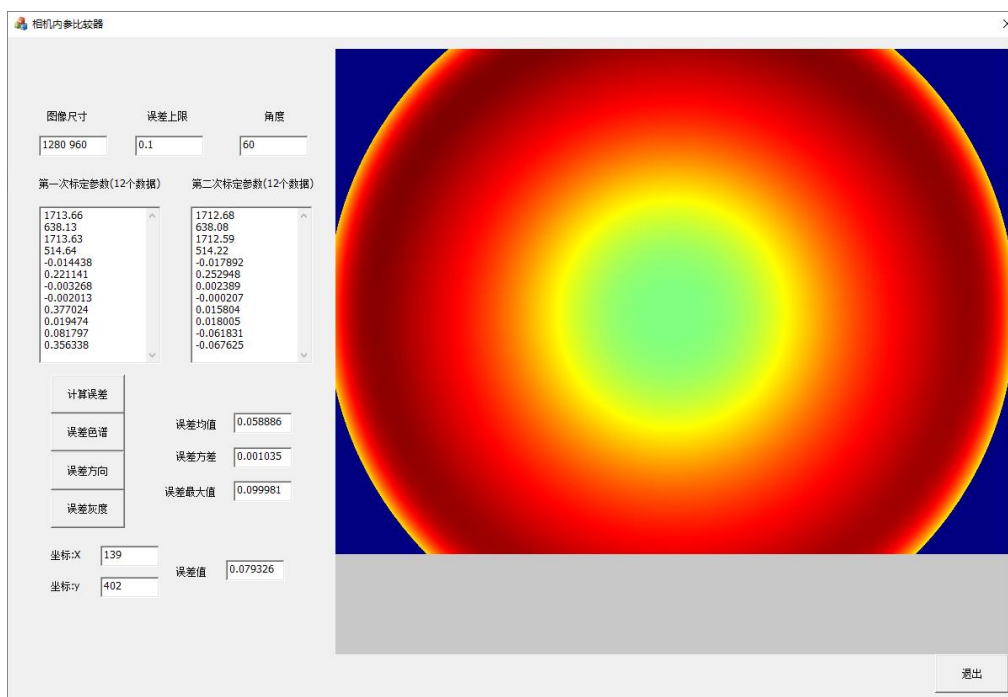 相机内参比较器
图像尺寸 误差上限 角度
1280 960 0.1 60
第一次标定参数(12个数据) 第二次标定参数(12个数据)
1713.66 1712.68
638.13 638.08
1713.63 1712.59
514.64 514.22
-0.014438 -0.017892
0.221141 0.252948
-0.003268 0.002389
-0.002013 -0.000207
0.377024 0.015804
0.019474 0.018005
0.081797 -0.061831
0.356338 -0.067625
计算误差
误差色谱
误差方向
误差灰度
误差均值 0.058886
误差方差 0.001035
误差最大值 0.099981
坐标:X 139
坐标:y 402
误差值 0.079326
退出